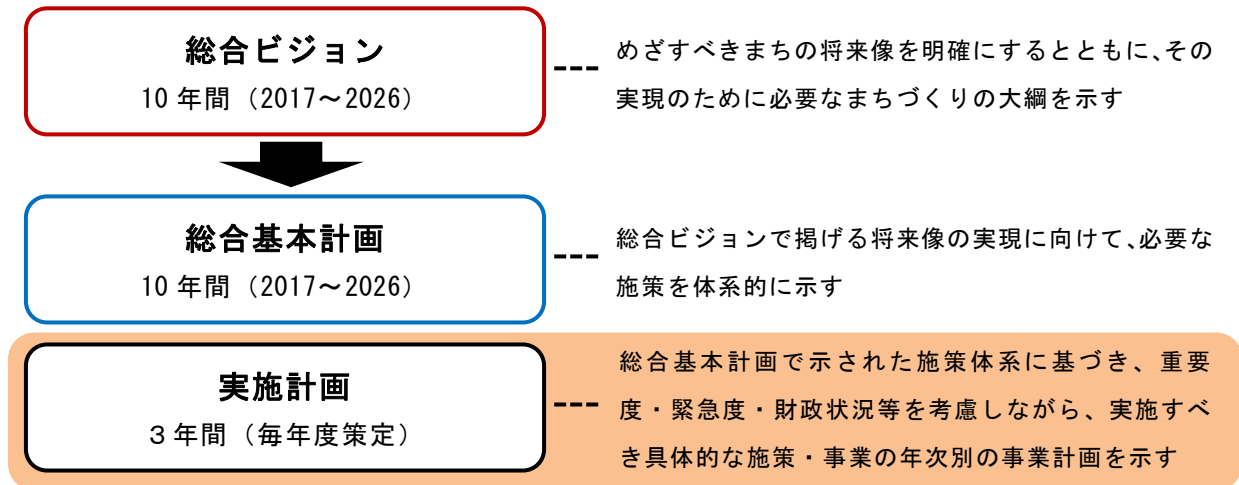 総合ビジョン
10年間（2017～2026）
めざすべきまちの将来像を明確にするとともに、その
実現のために必要なまちづくりの大綱を示す
総合基本計画
10年間（2017～2026）
総合ビジョンで掲げる将来像の実現に向けて、必要な
施策を体系的に示す
実施計画
３年間（毎年度策定）
総合基本計画で示された施策体系に基づき、重要
度・緊急度・財政状況等を考慮しながら、実施すべ
き具体的な施策・事業の年次別の事業計画を示す